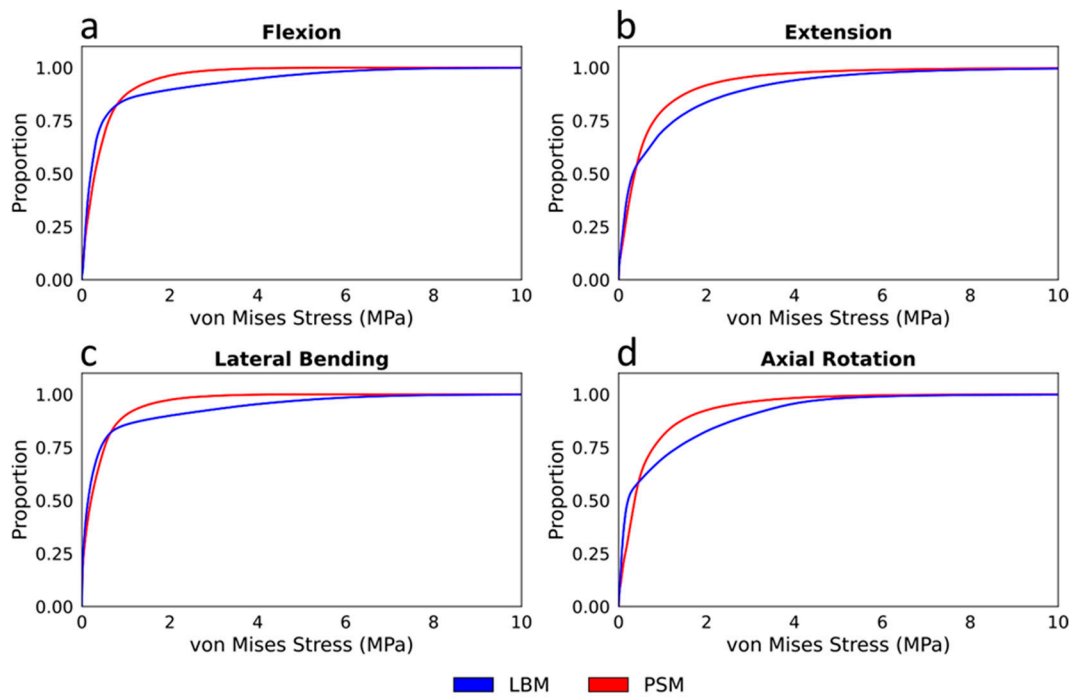 a
Flexion
1.00
0.75
0.50
0.25
0.00
Proportion
0 2 4 6 8 10
von Mises Stress (MPa)
b
Extension
1.00
0.75
0.50
0.25
0.00
Proportion
0 2 4 6 8 10
von Mises Stress (MPa)
c
Lateral Bending
1.00
0.75
0.50
0.25
0.00
Proportion
0 2 4 6 8 10
von Mises Stress (MPa)
d
Axial Rotation
1.00
0.75
0.50
0.25
0.00
Proportion
0 2 4 6 8 10
von Mises Stress (MPa)
LBM PSM